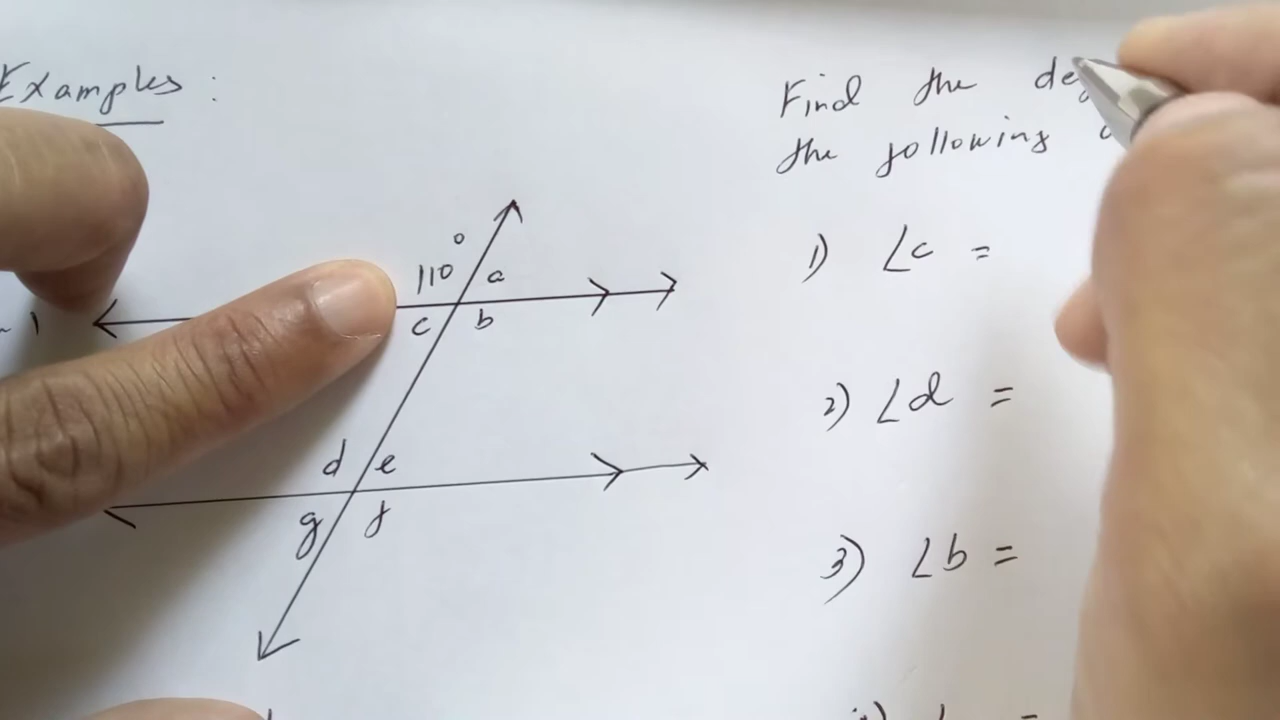 Examples :
Find the
the following
110°
a
c
b
d
e
g
f
1) ∠c =
2) ∠d =
3) ∠b =